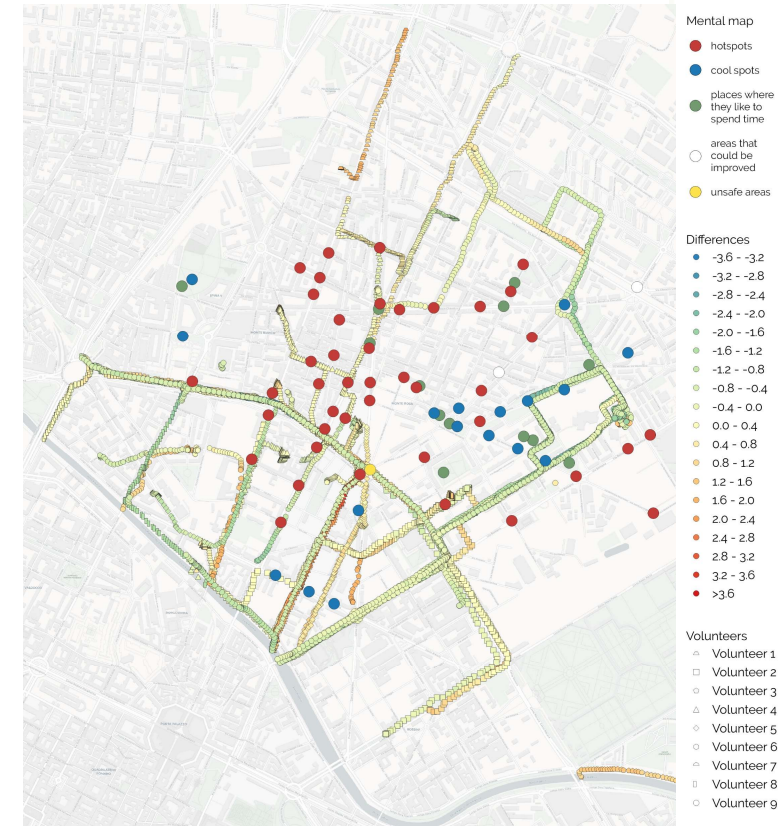 Mental map
hotspots
cool spots
places where
they like to
spend time
areas that
could be
improved
unsafe areas
Differences
-3.6 - -3.2
-3.2 - -2.8
-2.8 - -2.4
-2.4 - -2.0
-2.0 - -1.6
-1.6 - -1.2
-1.2 - -0.8
-0.8 - -0.4
-0.4 - 0.0
0.0 - 0.4
0.4 - 0.8
0.8 - 1.2
1.2 - 1.6
1.6 - 2.0
2.0 - 2.4
2.4 - 2.8
2.8 - 3.2
3.2 - 3.6
>3.6
Volunteers
Volunteer 1
Volunteer 2
Volunteer 3
Volunteer 4
Volunteer 5
Volunteer 6
Volunteer 7
Volunteer 8
Volunteer 9